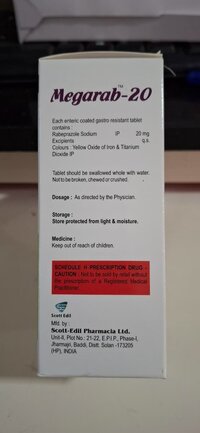 Megarab™-20
Each enteric coated gastro resistant tablet
contains :
Rabeprazole Sodium IP 20 mg
Excipients q.s.
Colours : Yellow Oxide of Iron & Titanium
Dioxide IP
Tablet should be swallowed whole with water.
Not to be broken, chewed or crushed.
Dosage : As directed by the Physician.
Storage :
Store protected from light & moisture.
Medicine :
Keep out of reach of children.
SCHEDULE H PRESCRIPTION DRUG -
CAUTION : Not to be sold by retail without
the prescription of a Registered Medical
Practitioner.
Scott Edil
Mfd. by :
Scott-Edil Pharmacia Ltd.
Unit-II, Plot No.: 21-22, E.P.I.P., Phase-I,
Jharmajri, Baddi, Distt. Solan -173205
(HP), INDIA